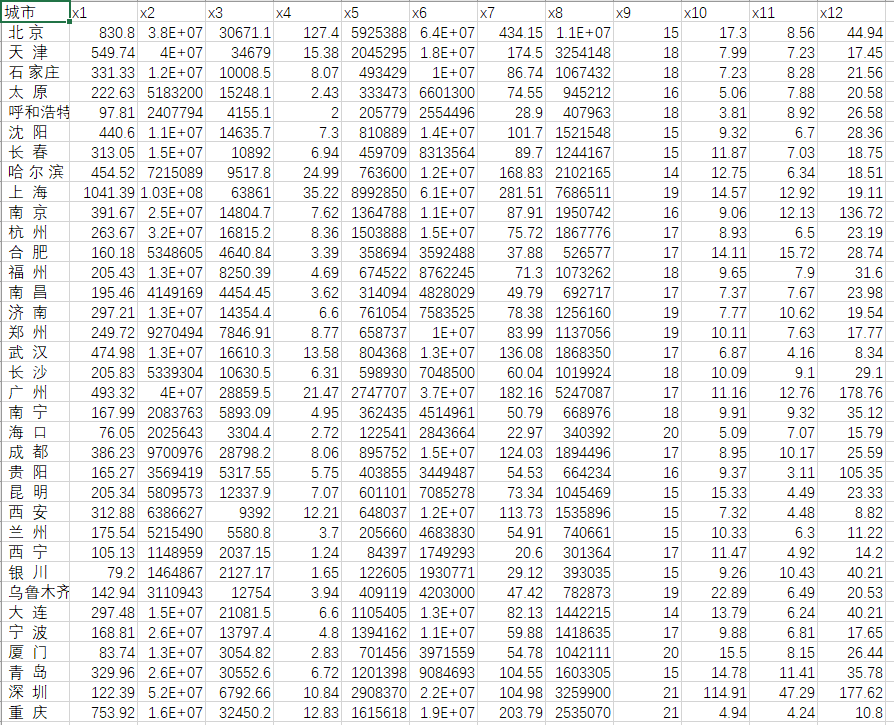 城市 x1 x2 x3 x4 x5 x6 x7 x8 x9 x10 x11 x12
北 京 830.8 3.8E+07 30671.1 127.4 5925388 6.4E+07 434.15 1.1E+07 15 17.3 8.56 44.94
天 津 549.74 4E+07 34679 15.38 2045295 1.8E+07 174.5 3254148 18 7.99 7.23 17.45
石 家庄 331.33 1.2E+07 10008.5 8.07 493429 1E+07 86.74 1067432 18 7.23 8.28 21.56
太 原 222.63 5183200 15248.1 2.43 333473 6601300 74.55 945212 16 5.06 7.88 20.58
呼和浩特 97.81 2407794 4155.1 2 205779 2554496 28.9 407963 18 3.81 8.92 26.58
沈 阳 440.6 1.1E+07 14635.7 7.3 810889 1.4E+07 101.7 1521548 15 9.32 6.7 28.36
长 春 313.05 1.5E+07 10892 6.94 459709 8313564 89.7 1244167 15 11.87 7.03 18.75
哈 尔 滨 454.52 7215089 9517.8 24.99 763600 1.2E+07 168.83 2102165 14 12.75 6.34 18.51
上 海 1041.39 1.03E+08 63861 35.22 8992850 6.1E+07 281.51 7686511 19 14.57 12.92 19.11
南 京 391.67 2.5E+07 14804.7 7.62 1364788 1.1E+07 87.91 1950742 16 9.06 12.13 136.72
杭 州 263.67 3.2E+07 16815.2 8.36 1503888 1.5E+07 75.72 1867776 17 8.93 6.5 23.19
合 肥 160.18 5348605 4640.84 3.39 358694 3592488 37.88 526577 17 14.11 15.72 28.74
福 州 205.43 1.3E+07 8250.39 4.69 674522 8762245 71.3 1073262 18 9.65 7.9 31.6
南 昌 195.46 4149169 4454.45 3.62 314094 4828029 49.79 692717 17 7.37 7.67 23.98
济 南 297.21 1.3E+07 14354.4 6.6 761054 7583525 78.38 1256160 19 7.77 10.62 19.54
郑 州 249.72 9270494 7846.91 8.77 658737 1E+07 83.99 1137056 19 10.11 7.63 17.77
武 汉 474.98 1.3E+07 16610.3 13.58 804368 1.3E+07 136.08 1868350 17 6.87 4.16 8.34
长 沙 205.83 5339304 10630.5 6.31 598930 7048500 60.04 1019924 18 10.09 9.1 29.1
广 州 493.32 4E+07 28859.5 21.47 2747707 3.7E+07 182.16 5247087 17 11.16 12.76 178.76
南 宁 167.99 2083763 5893.09 4.95 362435 4514961 50.79 668976 18 9.91 9.32 35.12
海 口 76.05 2025643 3304.4 2.72 122541 2843664 22.97 340392 20 5.09 7.07 15.79
成 都 386.23 9700976 28798.2 8.06 895752 1.5E+07 124.03 1894496 17 8.95 10.17 25.59
贵 阳 165.27 3569419 5317.55 5.75 403855 3449487 54.53 664234 16 9.37 3.11 105.35
昆 明 205.34 5809573 12337.9 7.07 601101 7085278 73.34 1045469 15 15.33 4.49 23.33
西 安 312.88 6386627 9392 12.21 648037 1.2E+07 113.73 1535896 15 7.32 4.48 8.82
兰 州 175.54 5215490 5580.8 3.7 205660 4683830 54.91 740661 15 10.33 6.3 11.22
西 宁 105.13 1148959 2037.15 1.24 84397 1749293 20.6 301364 17 11.47 4.92 14.2
银 川 79.2 1464867 2127.17 1.65 122605 1930771 29.12 393035 15 9.26 10.43 40.21
乌鲁木齐 142.94 3110943 12754 3.94 409119 4203000 47.42 782873 19 22.89 6.49 20.53
大 连 297.48 1.5E+07 21081.5 6.6 1105405 1.3E+07 82.13 1442215 14 13.79 6.24 40.21
宁 波 168.81 2.6E+07 13797.4 4.8 1394162 1.1E+07 59.88 1418635 17 9.88 6.81 17.65
厦 门 83.74 1.3E+07 3054.82 2.83 701456 3971559 54.78 1042111 20 15.5 8.15 26.44
青 岛 329.96 2.6E+07 30552.6 6.72 1201398 9084693 104.55 1603305 15 14.78 11.41 35.78
深 圳 122.39 5.2E+07 6792.66 10.84 2908370 2.2E+07 104.98 3259900 21 114.91 47.29 177.62
重 庆 753.92 1.6E+07 32450.2 12.83 1615618 1.9E+07 203.79 2535070 21 4.94 4.24 10.8